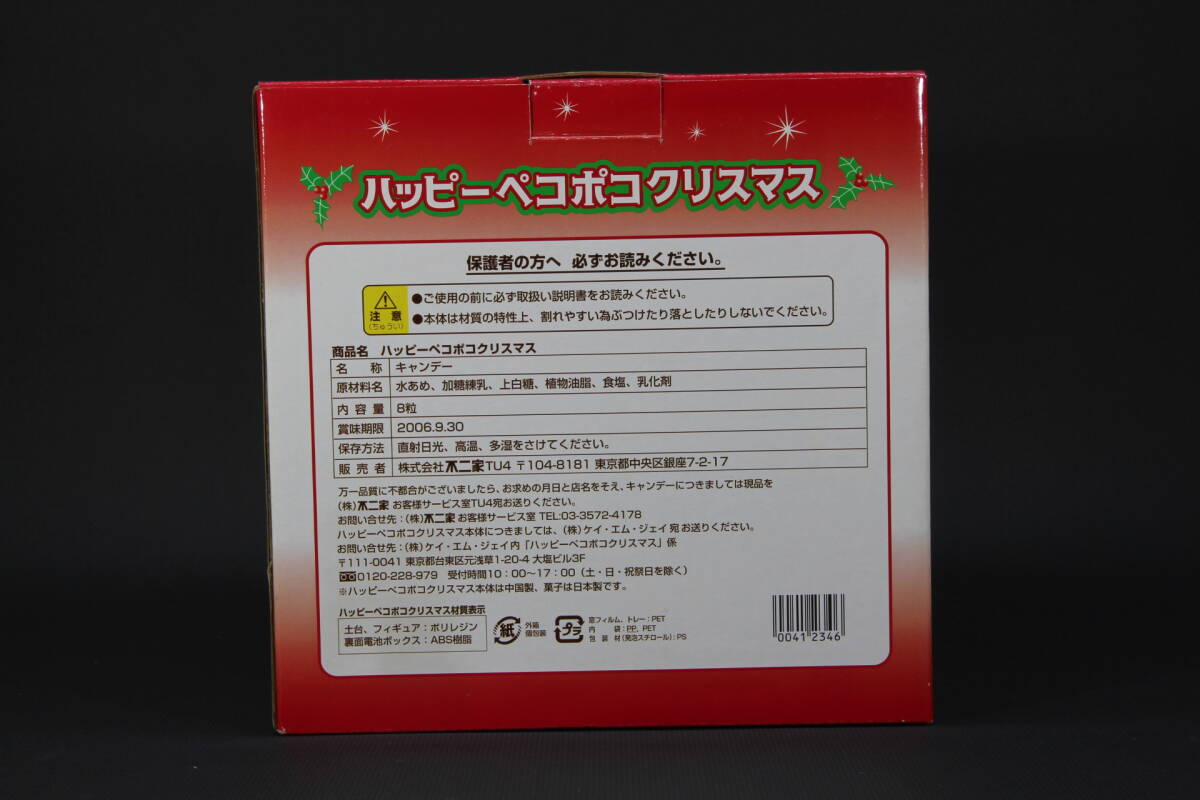 ハッピーペコポコクリスマス
保護者の方へ 必ずお読みください。
注意
(ちゅうい)
●ご使用の前に必ず取扱い説明書をお読みください。
●本体は材質の特性上、割れやすい為ぶつけたり落としたりしないでください。
商品名 ハッピーペコポコクリスマス
名称 キャンデー
原材料名 水あめ、加糖練乳、上白糖、植物油脂、食塩、乳化剤
内容量 8粒
賞味期限 2006.9.30
保存方法 直射日光、高温、多湿をさけてください。
販売者 株式会社不二家TU4 〒104-8181 東京都中央区銀座7-2-17
万一品質に不都合がございましたら、お求めの月日と店名をそえ、キャンデーにつきましては現品を
(株)不二家 お客様サービス室TU4宛お送りください。
お問い合せ先：(株)不二家 お客様サービス室 TEL:03-3572-4178
ハッピーペコポコクリスマス本体につきましては、(株)ケイ・エム・ジェイ宛お送りください。
お問い合せ先：(株)ケイ・エム・ジェイ内「ハッピーペコポコクリスマス」係
〒111-0041 東京都台東区元浅草1-20-4 大塩ビル3F
0120-228-979 受付時間10：00〜17：00（土・日・祝祭日を除く）
※ハッピーペコポコクリスマス本体は中国製、菓子は日本製です。
ハッピーペコポコクリスマス材質表示
土台、フィギュア：ポリレジン
裏面電池ボックス：ABS樹脂
紙
外箱
個包装
プラ
窓フィルム、トレー：PET
内袋：PP, PET
包装材(発泡スチロール)：PS
0041 2346